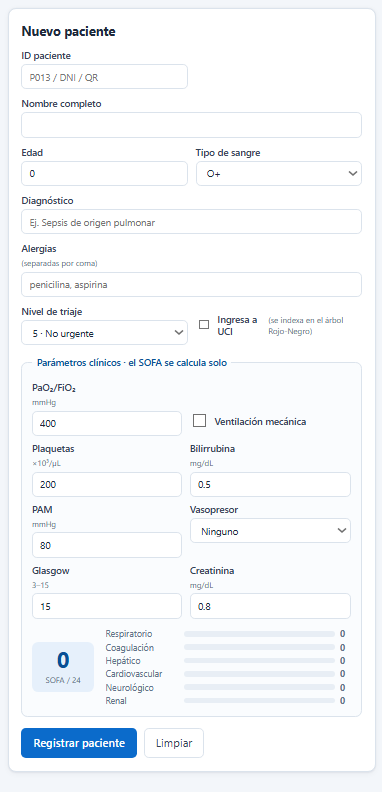 Nuevo paciente
ID paciente
P013 / DNI / QR
Nombre completo
Edad Tipo de sangre
0 O+
Diagnóstico
Ej. Sepsis de origen pulmonar
Alergias
(separadas por coma)
penicilina, aspirina
Nivel de triaje
5 · No urgente
Ingresa a UCI (se indexa en el árbol Rojo-Negro)
Parámetros clínicos · el SOFA se calcula solo
PaO₂/FiO₂
mmHg
400 Ventilación mecánica
Plaquetas Bilirrubina
×10³/µL mg/dL
200 0.5
PAM Vasopresor
mmHg
80 Ninguno
Glasgow Creatinina
3–15 mg/dL
15 0.8
0
SOFA / 24
Respiratorio 0
Coagulación 0
Hepático 0
Cardiovascular 0
Neurológico 0
Renal 0
Registrar paciente Limpiar